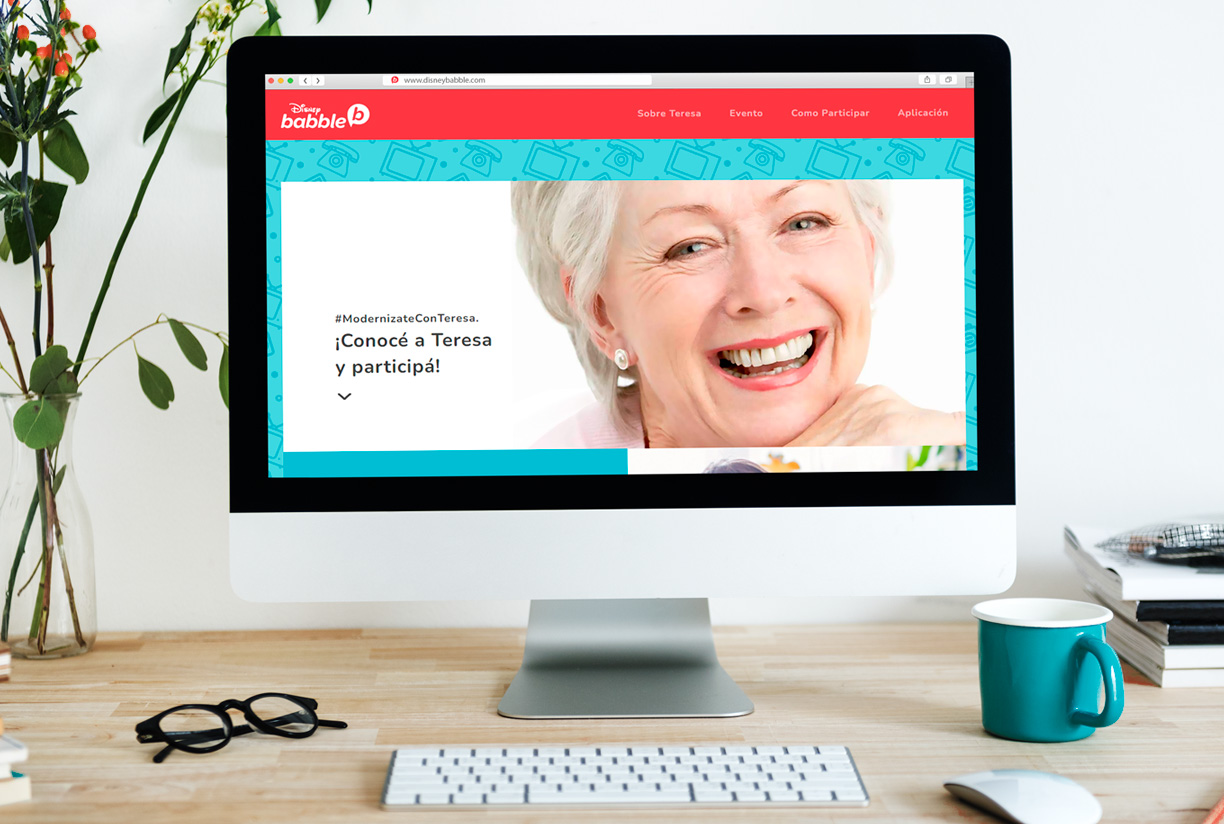 www.disneybabble.com
Disney
babble b
Sobre Teresa Evento Como Participar Aplicación
#ModernizateConTeresa.
¡Conocé a Teresa
y participá!